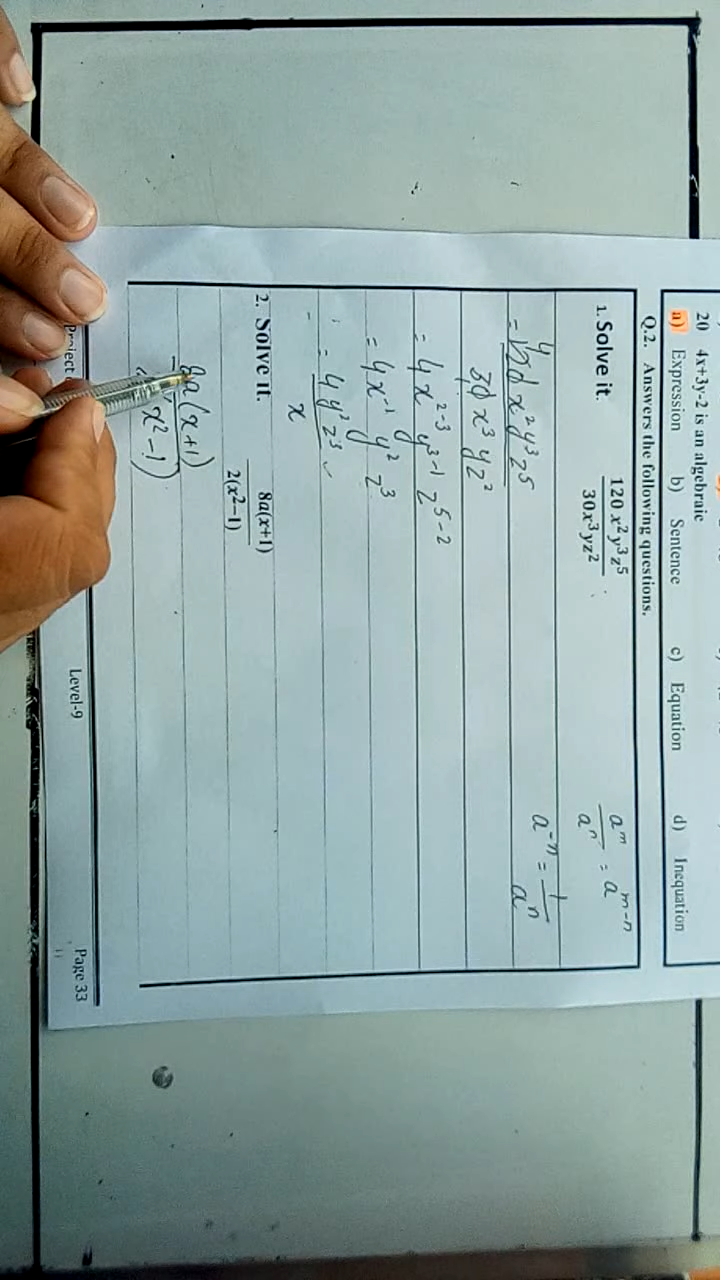 20 4x+3y-2 is an algebraic
a) Expression b) Sentence c) Equation d) Inequation
Q.2. Answers the following questions.
1. Solve it. 120 x²y³z⁵ / 30x³yz² aᵐ/aⁿ = aᵐ⁻ⁿ
= 120 x²y³z⁵ / 30 x³yz² a⁻ⁿ = 1/aⁿ
= 4 x²⁻³ y³⁻¹ z⁵⁻²
= 4x⁻¹ y² z³
= 4y²z³ / x
2. Solve it. 8a(x+1) / 2(x²−1)
8a(x+1)
x²-1)
Project Level-9 Page 33